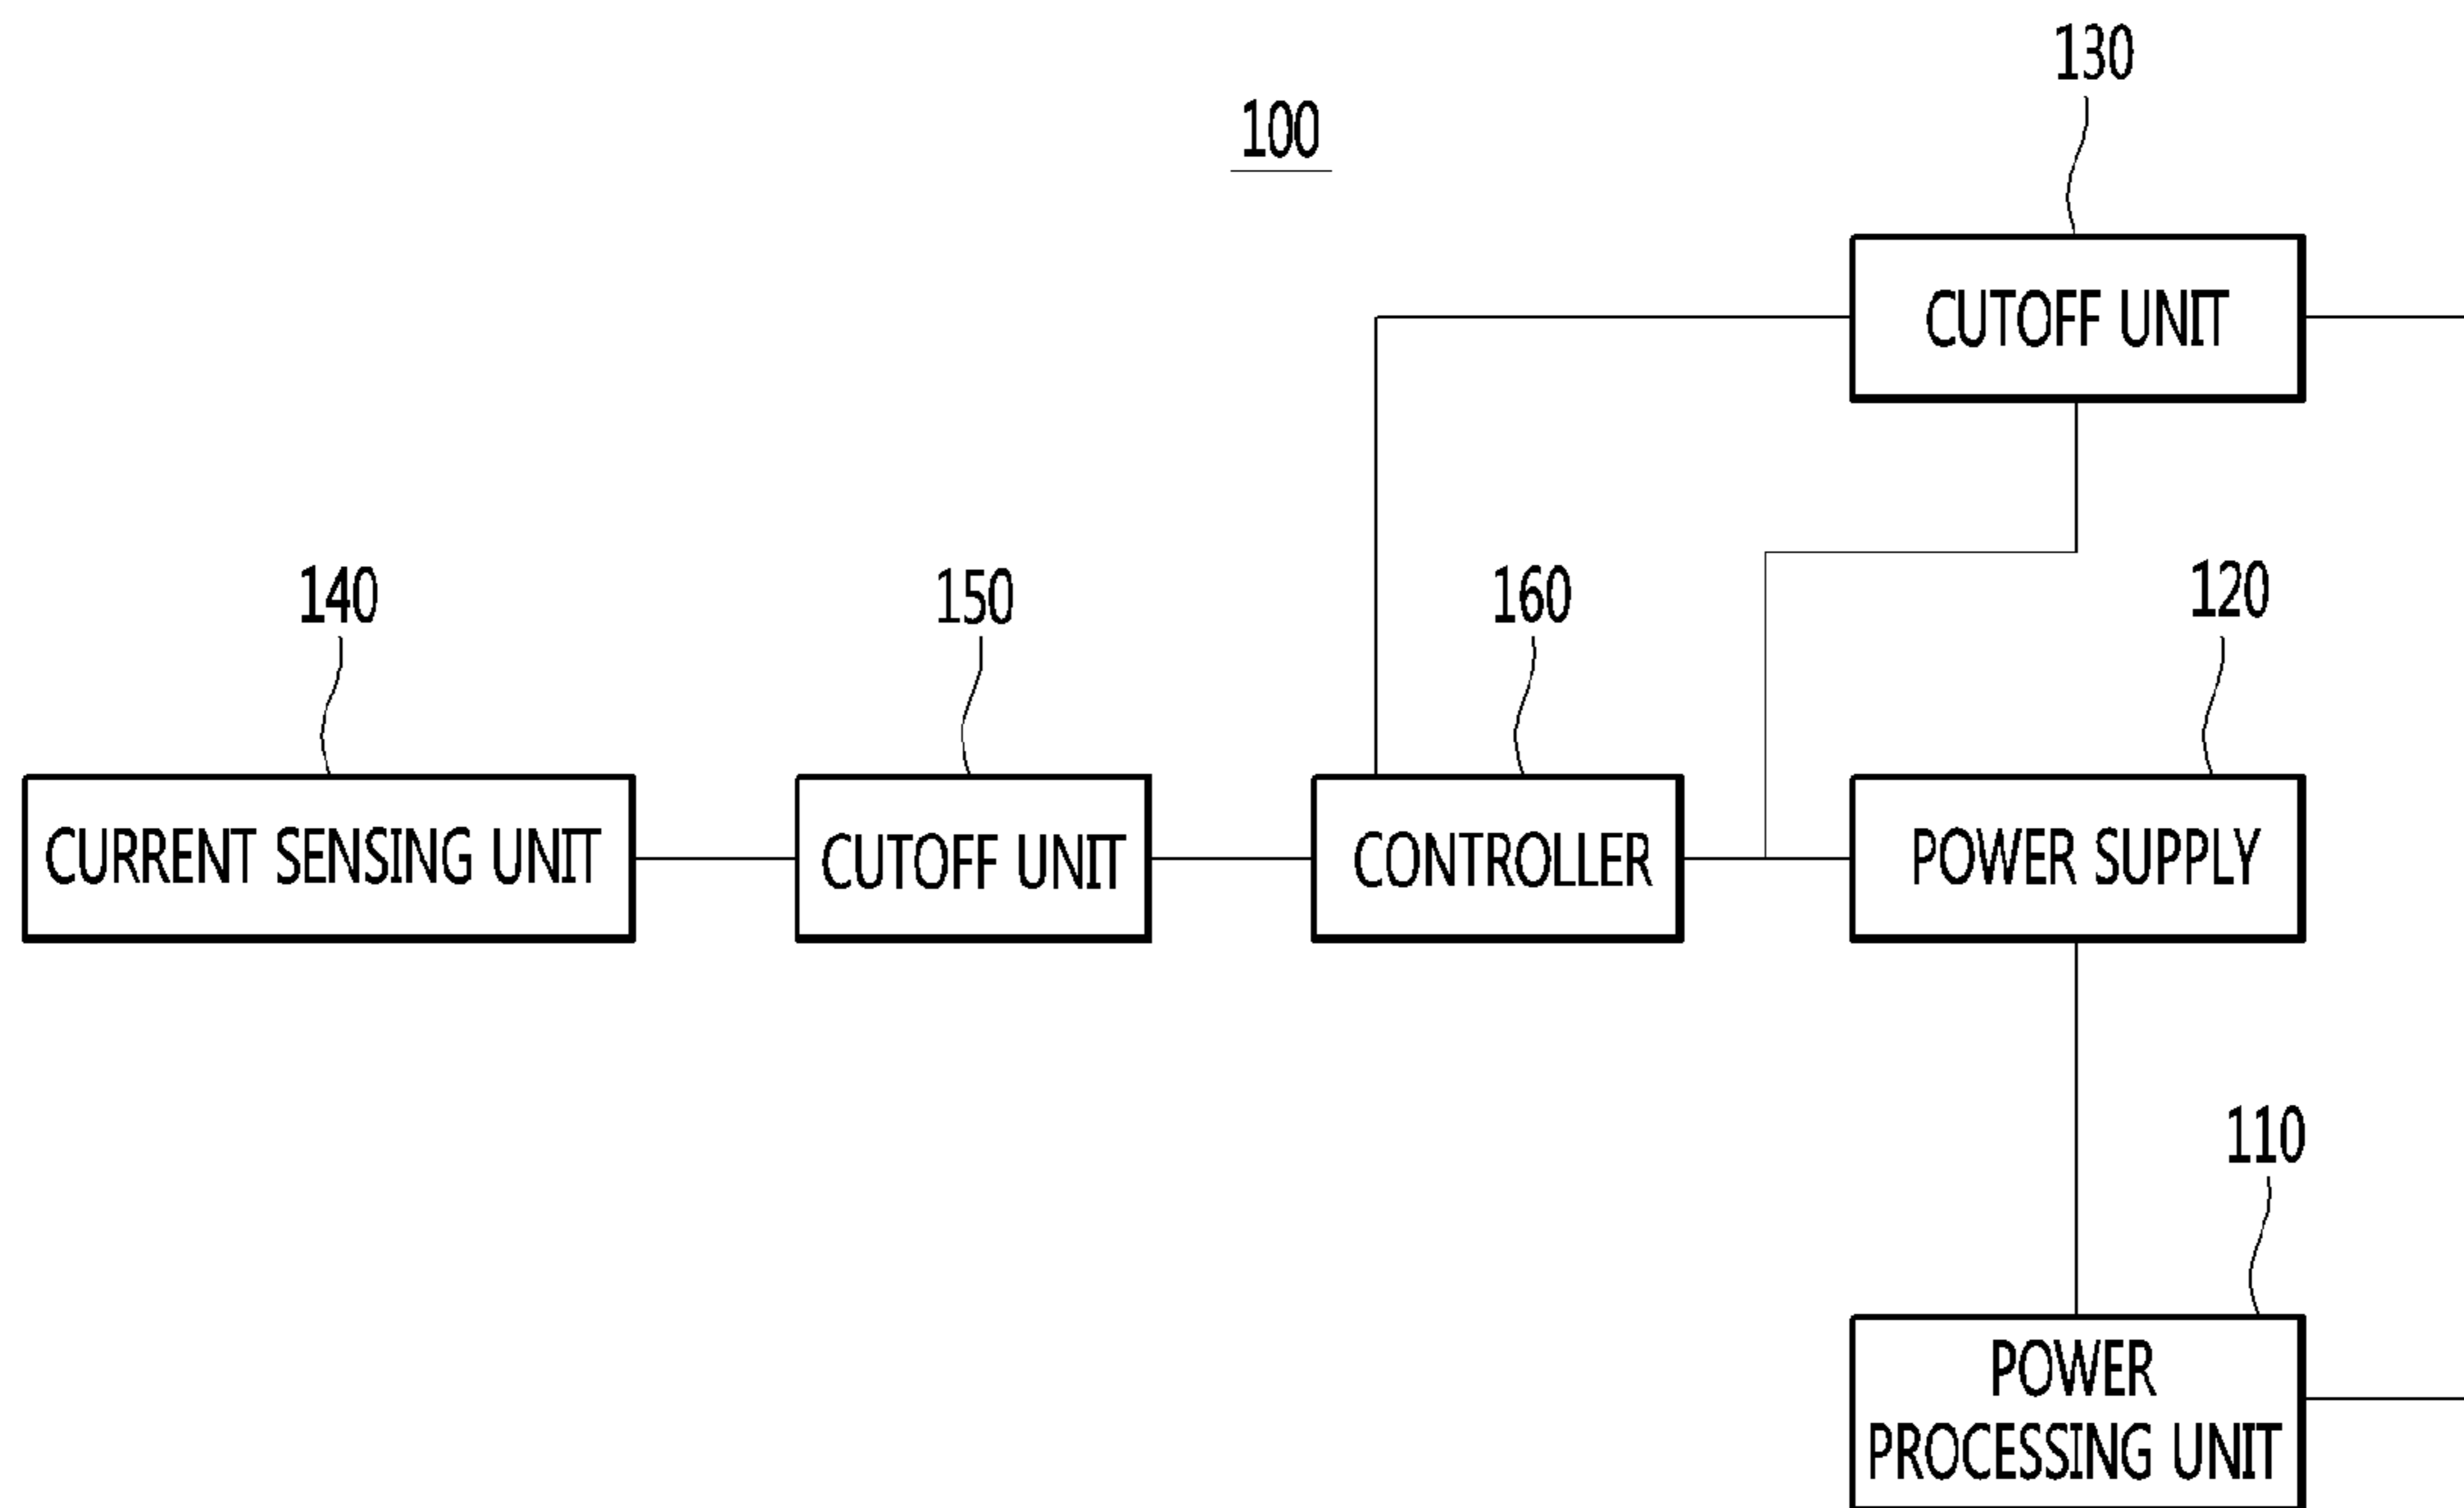 130
100
CUTOFF UNIT
140
150
160
120
CURRENT SENSING UNIT
CUTOFF UNIT
CONTROLLER
POWER SUPPLY
110
POWER
PROCESSING UNIT